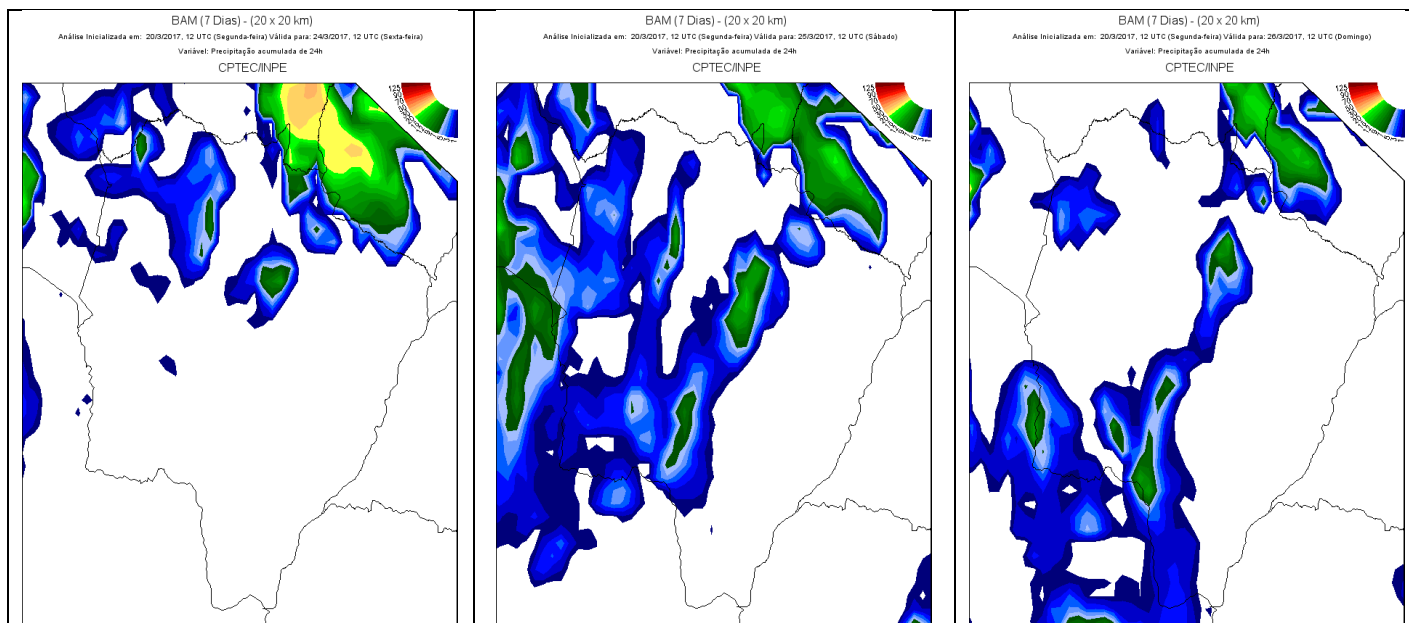 BAM (7 Dias) - (20 x 20 km)
Análise Inicializada em: 20/3/2017, 12 UTC (Segunda-feira) Válida para: 24/3/2017, 12 UTC (Sexta-feira)
Variável: Precipitação acumulada de 24h
CPTEC/INPE
BAM (7 Dias) - (20 x 20 km)
Análise Inicializada em: 20/3/2017, 12 UTC (Segunda-feira) Válida para: 25/3/2017, 12 UTC (Sábado)
Variável: Precipitação acumulada de 24h
CPTEC/INPE
BAM (7 Dias) - (20 x 20 km)
Análise Inicializada em: 20/3/2017, 12 UTC (Segunda-feira) Válida para: 26/3/2017, 12 UTC (Domingo)
Variável: Precipitação acumulada de 24h
CPTEC/INPE